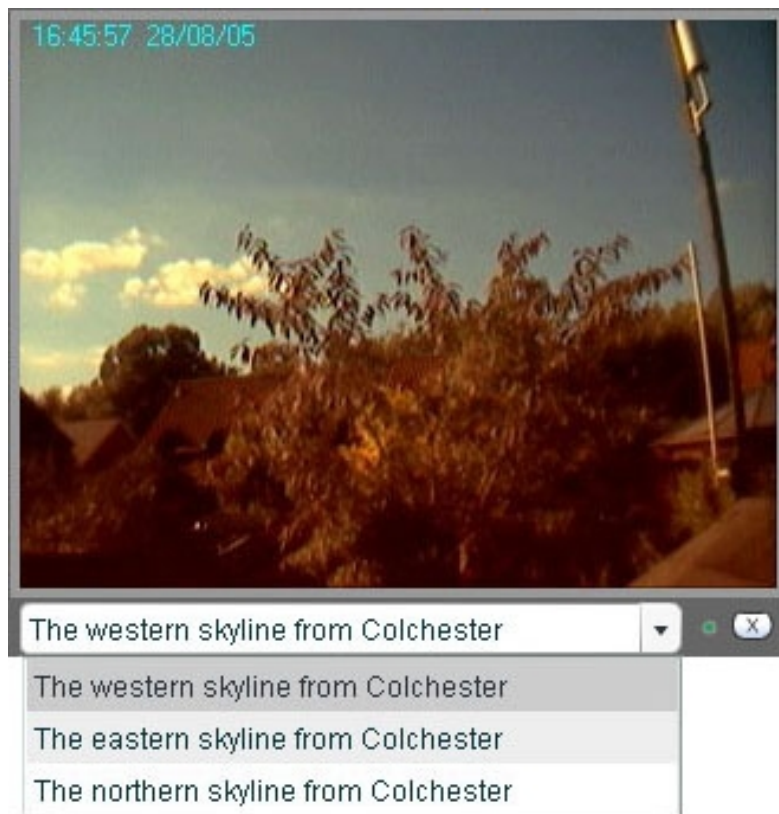 16:45:57 28/08/05
The western skyline from Colchester
The western skyline from Colchester
The eastern skyline from Colchester
The northern skyline from Colchester